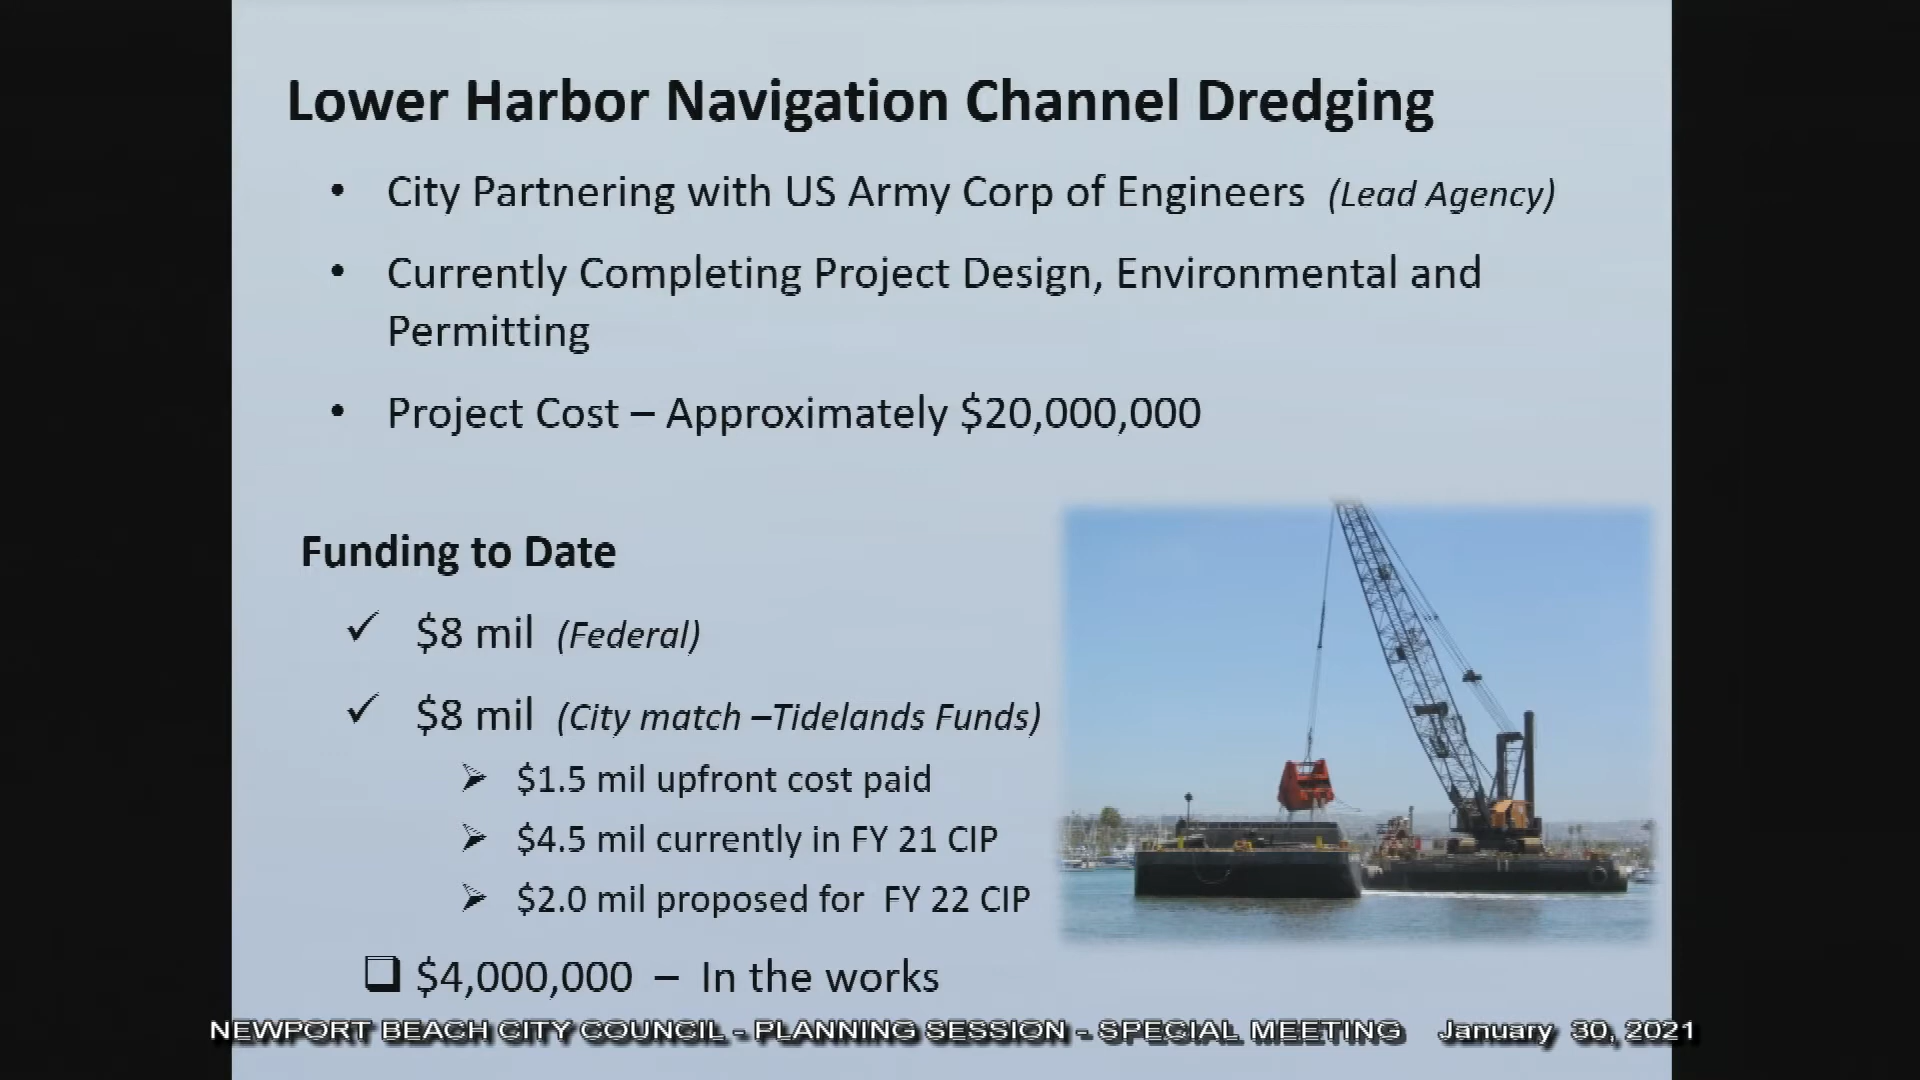 Lower Harbor Navigation Channel Dredging
• City Partnering with US Army Corp of Engineers (Lead Agency)
• Currently Completing Project Design, Environmental and
Permitting
• Project Cost – Approximately $20,000,000
Funding to Date
✓ $8 mil (Federal)
✓ $8 mil (City match –Tidelands Funds)
➢ $1.5 mil upfront cost paid
➢ $4.5 mil currently in FY 21 CIP
➢ $2.0 mil proposed for FY 22 CIP
❑ $4,000,000 – In the works
NEWPORT BEACH CITY COUNCIL - PLANNING SESSION - SPECIAL MEETING January 30, 2021